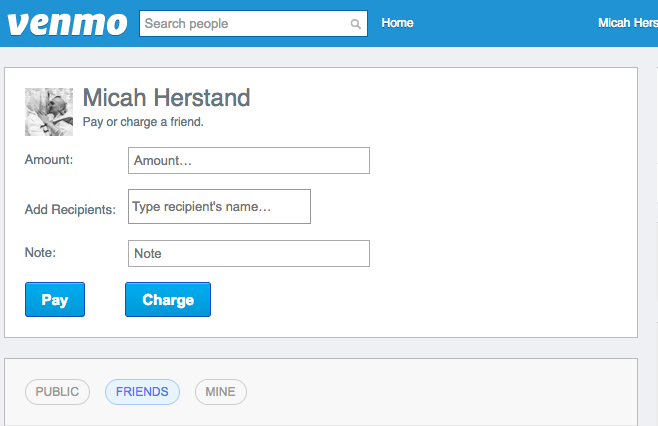 venmo Search people Home Micah Hers
Micah Herstand
Pay or charge a friend.
Amount: Amount...
Add Recipients: Type recipient's name...
Note: Note
Pay Charge
PUBLIC FRIENDS MINE